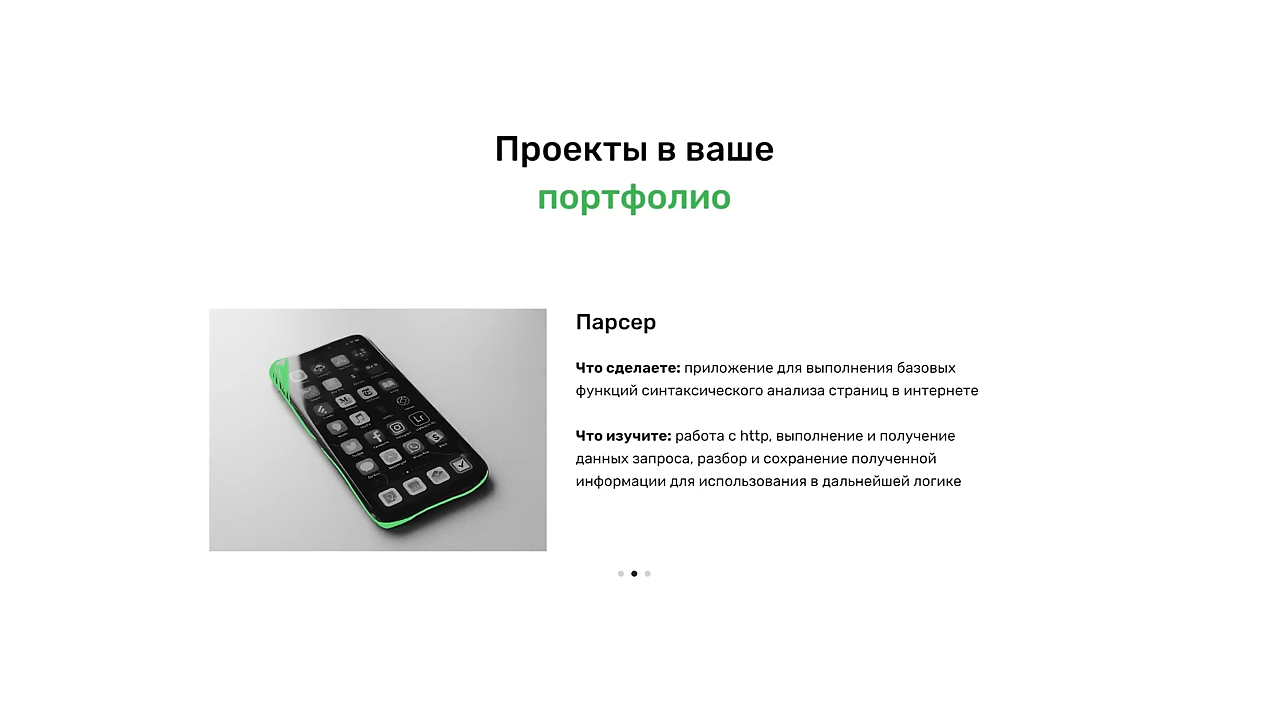 Проекты в ваше
портфолио
Парсер
Что сделаете: приложение для выполнения базовых
функций синтаксического анализа страниц в интернете
Что изучите: работа с http, выполнение и получение
данных запроса, разбор и сохранение полученной
информации для использования в дальнейшей логике